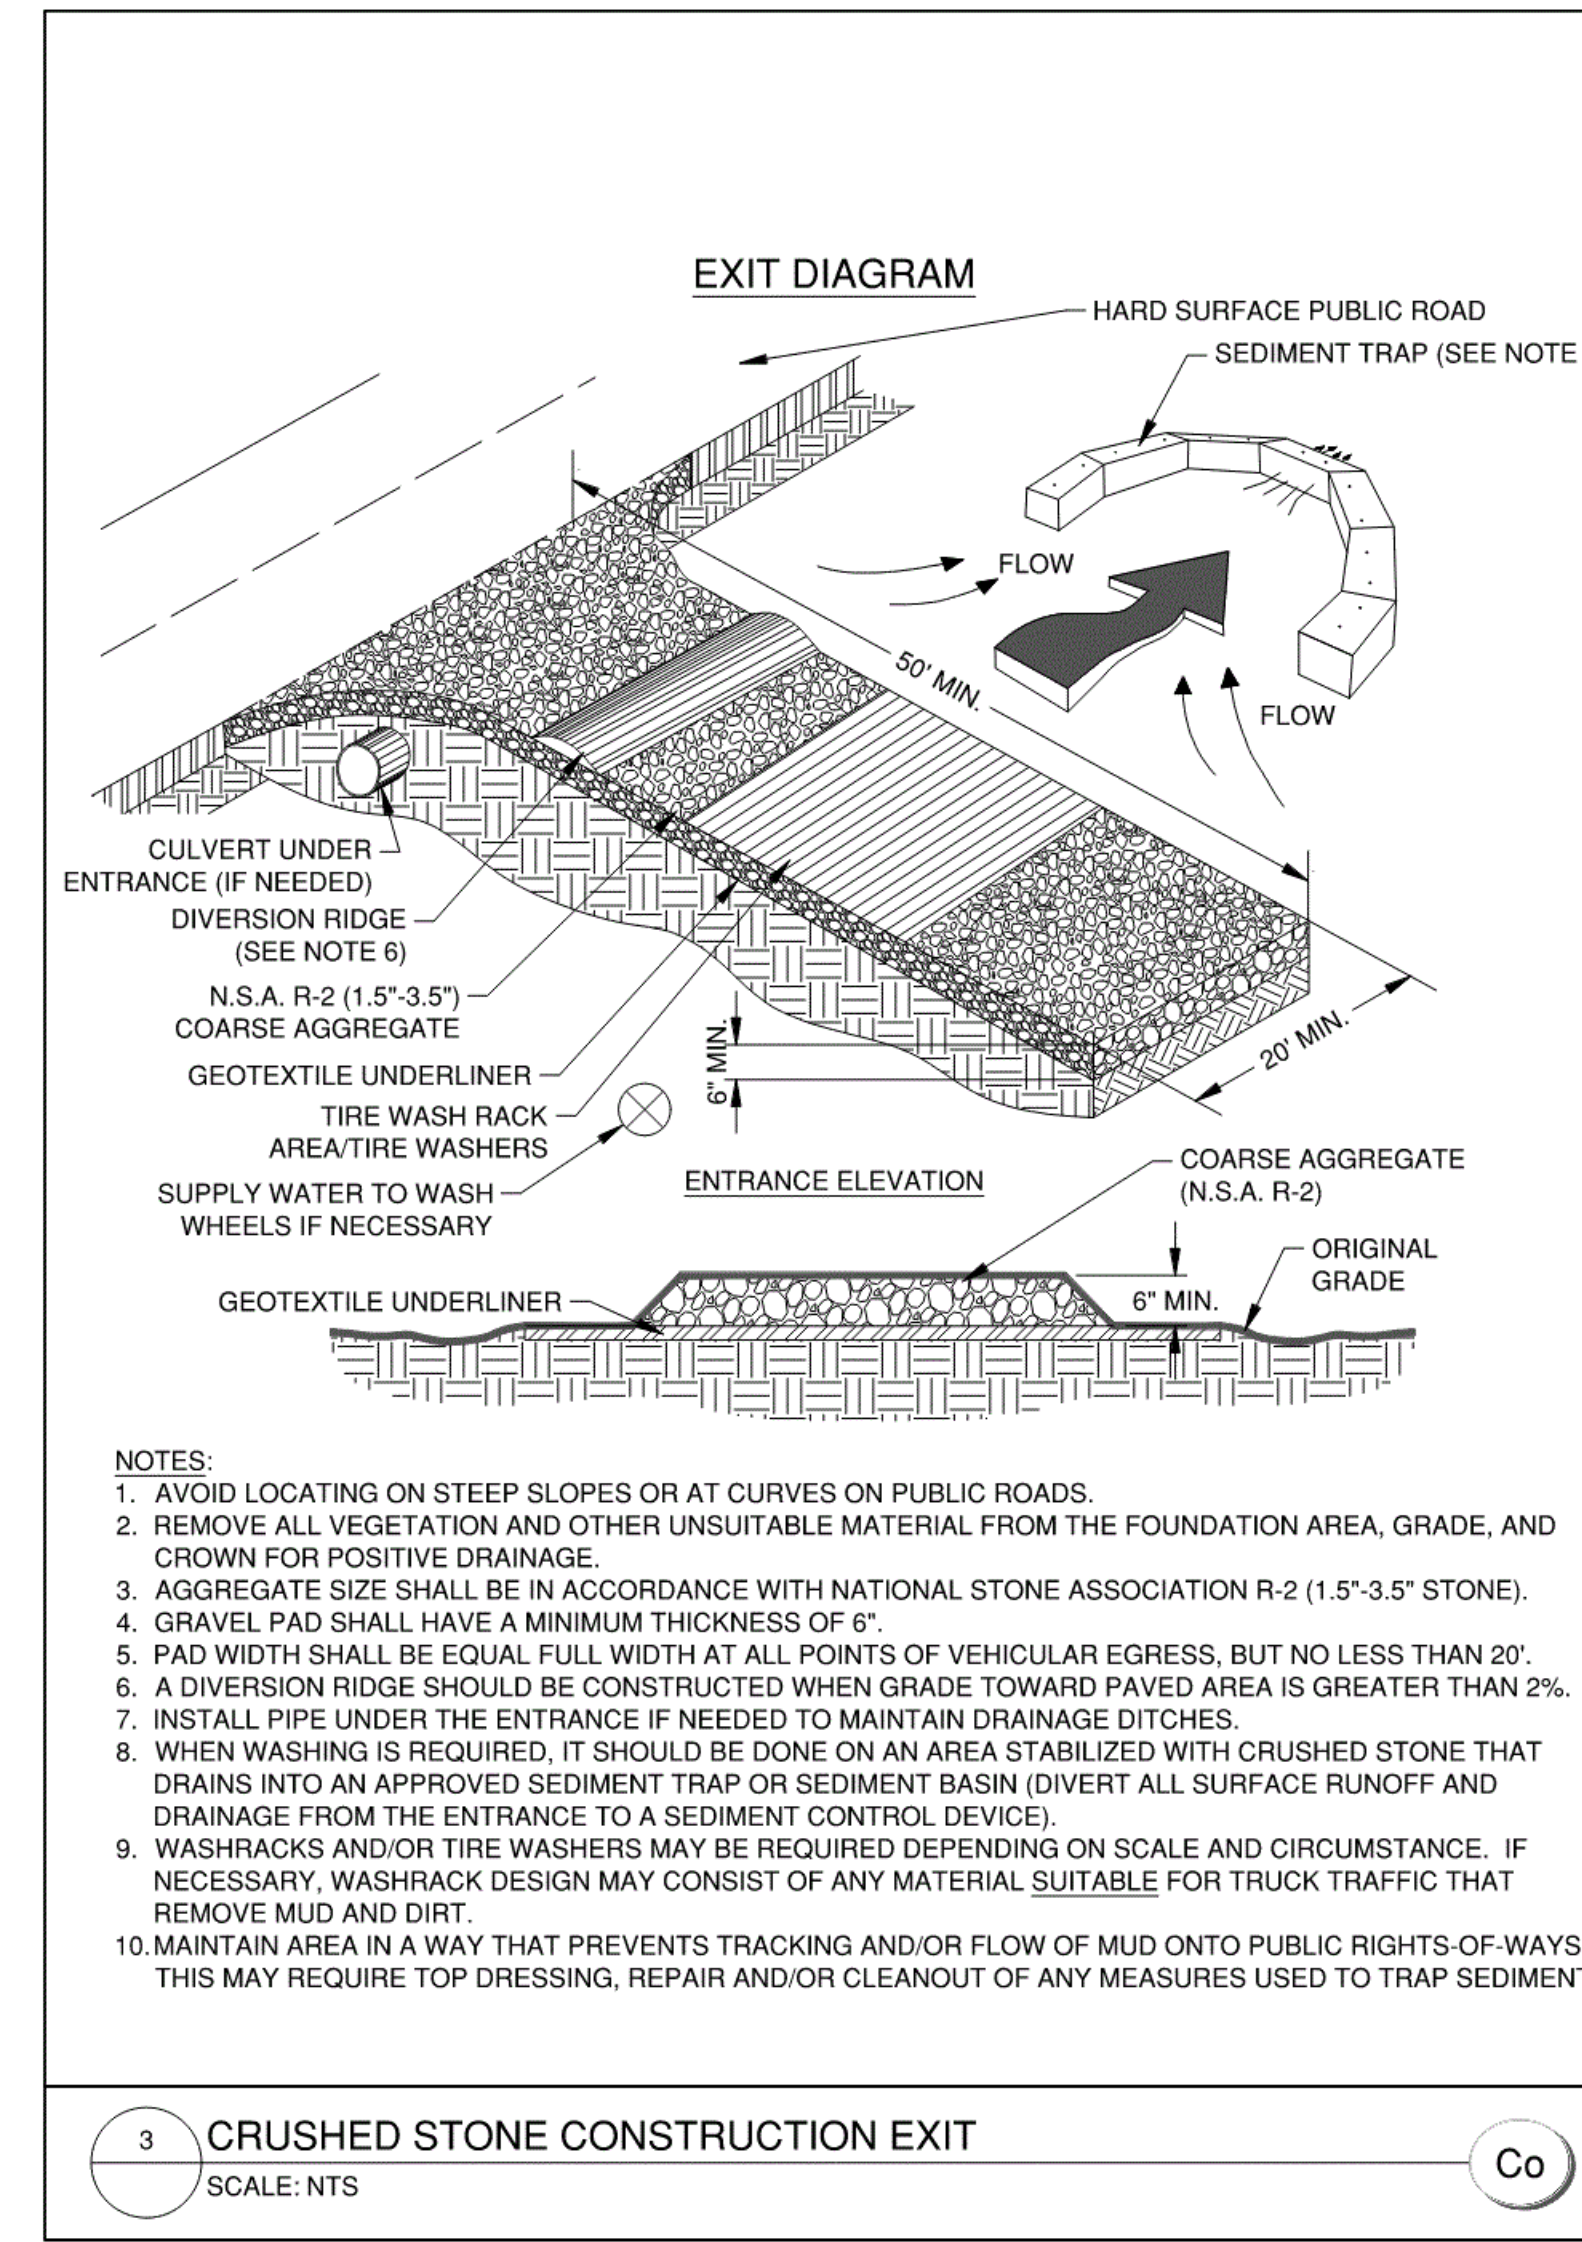 EXIT DIAGRAM
HARD SURFACE PUBLIC ROAD
SEDIMENT TRAP (SEE NOTE
FLOW
50' MIN.
FLOW
CULVERT UNDER
ENTRANCE (IF NEEDED)
DIVERSION RIDGE
(SEE NOTE 6)
N.S.A. R-2 (1.5"-3.5")
COARSE AGGREGATE
GEOTEXTILE UNDERLINER
TIRE WASH RACK
AREA/TIRE WASHERS
SUPPLY WATER TO WASH
WHEELS IF NECESSARY
6" MIN.
20' MIN.
ENTRANCE ELEVATION
COARSE AGGREGATE
(N.S.A. R-2)
ORIGINAL
GRADE
GEOTEXTILE UNDERLINER
6" MIN.
NOTES:
1. AVOID LOCATING ON STEEP SLOPES OR AT CURVES ON PUBLIC ROADS.
2. REMOVE ALL VEGETATION AND OTHER UNSUITABLE MATERIAL FROM THE FOUNDATION AREA, GRADE, AND
CROWN FOR POSITIVE DRAINAGE.
3. AGGREGATE SIZE SHALL BE IN ACCORDANCE WITH NATIONAL STONE ASSOCIATION R-2 (1.5"-3.5" STONE).
4. GRAVEL PAD SHALL HAVE A MINIMUM THICKNESS OF 6".
5. PAD WIDTH SHALL BE EQUAL FULL WIDTH AT ALL POINTS OF VEHICULAR EGRESS, BUT NO LESS THAN 20'.
6. A DIVERSION RIDGE SHOULD BE CONSTRUCTED WHEN GRADE TOWARD PAVED AREA IS GREATER THAN 2%.
7. INSTALL PIPE UNDER THE ENTRANCE IF NEEDED TO MAINTAIN DRAINAGE DITCHES.
8. WHEN WASHING IS REQUIRED, IT SHOULD BE DONE ON AN AREA STABILIZED WITH CRUSHED STONE THAT
DRAINS INTO AN APPROVED SEDIMENT TRAP OR SEDIMENT BASIN (DIVERT ALL SURFACE RUNOFF AND
DRAINAGE FROM THE ENTRANCE TO A SEDIMENT CONTROL DEVICE).
9. WASHRACKS AND/OR TIRE WASHERS MAY BE REQUIRED DEPENDING ON SCALE AND CIRCUMSTANCE. IF
NECESSARY, WASHRACK DESIGN MAY CONSIST OF ANY MATERIAL SUITABLE FOR TRUCK TRAFFIC THAT
REMOVE MUD AND DIRT.
10. MAINTAIN AREA IN A WAY THAT PREVENTS TRACKING AND/OR FLOW OF MUD ONTO PUBLIC RIGHTS-OF-WAYS
THIS MAY REQUIRE TOP DRESSING, REPAIR AND/OR CLEANOUT OF ANY MEASURES USED TO TRAP SEDIMENT
3
CRUSHED STONE CONSTRUCTION EXIT
SCALE: NTS
Co